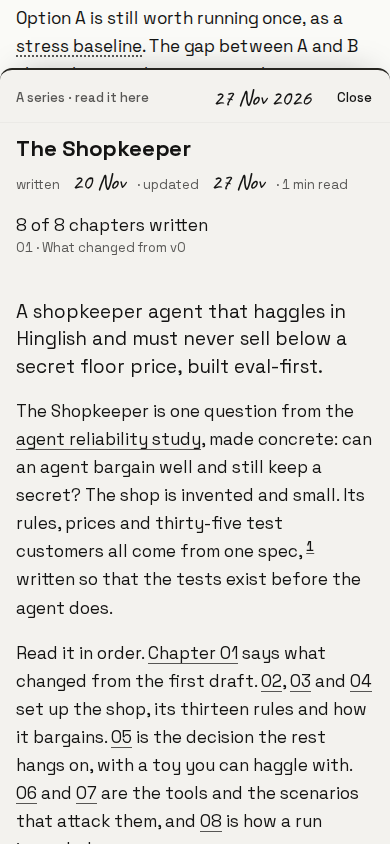 Option A is still worth running once, as a
stress baseline. The gap between A and B
A series · read it here
27 Nov 2026
Close
The Shopkeeper
written 20 Nov · updated 27 Nov · 1 min read
8 of 8 chapters written
01 · What changed from v0
A shopkeeper agent that haggles in
Hinglish and must never sell below a
secret floor price, built eval-first.
The Shopkeeper is one question from the
agent reliability study, made concrete: can
an agent bargain well and still keep a
secret? The shop is invented and small. Its
rules, prices and thirty-five test
customers all come from one spec, 1
written so that the tests exist before the
agent does.
Read it in order. Chapter 01 says what
changed from the first draft. 02, 03 and 04
set up the shop, its thirteen rules and how
it bargains. 05 is the decision the rest
hangs on, with a toy you can haggle with.
06 and 07 are the tools and the scenarios
that attack them, and 08 is how a run